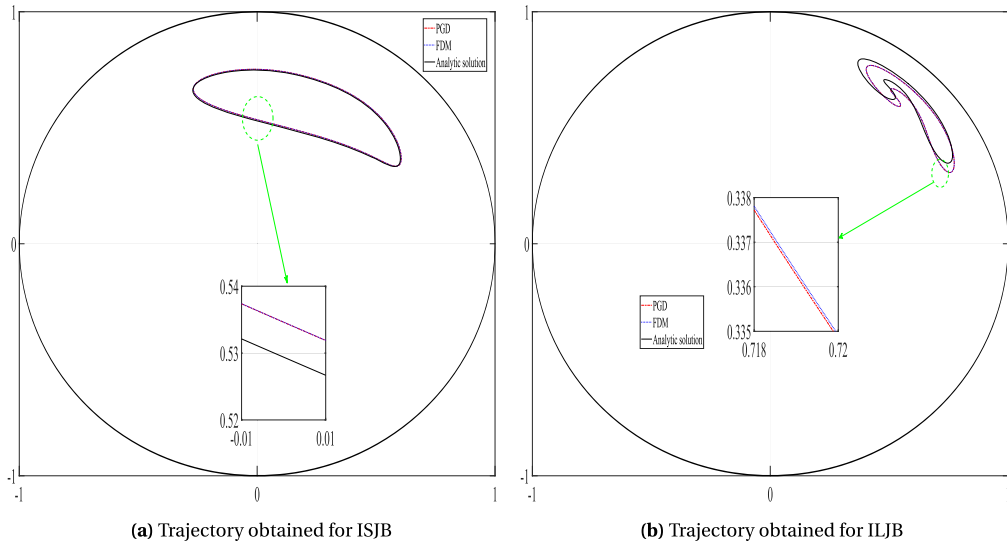 1
PGD
FDM
Analytic solution
0
0.54
0.53
0.52
-0.01
0.01
-1
-1
0
1
(a) Trajectory obtained for ISJB
1
0
0.338
0.337
0.336
0.335
0.718
0.72
PGD
FDM
Analytic solution
-1
-1
0
(b) Trajectory obtained for ILJB